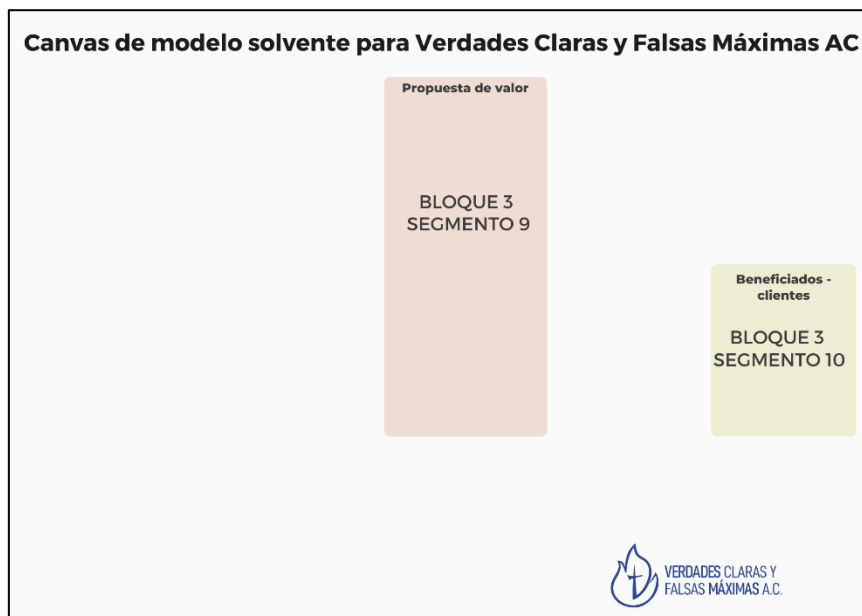 Canvas de modelo solvente para Verdades Claras y Falsas Máximas AC
Propuesta de valor
BLOQUE 3
SEGMENTO 9
Beneficiados -
clientes
BLOQUE 3
SEGMENTO 10
VERDADES CLARAS Y
FALSAS MÁXIMAS A.C.